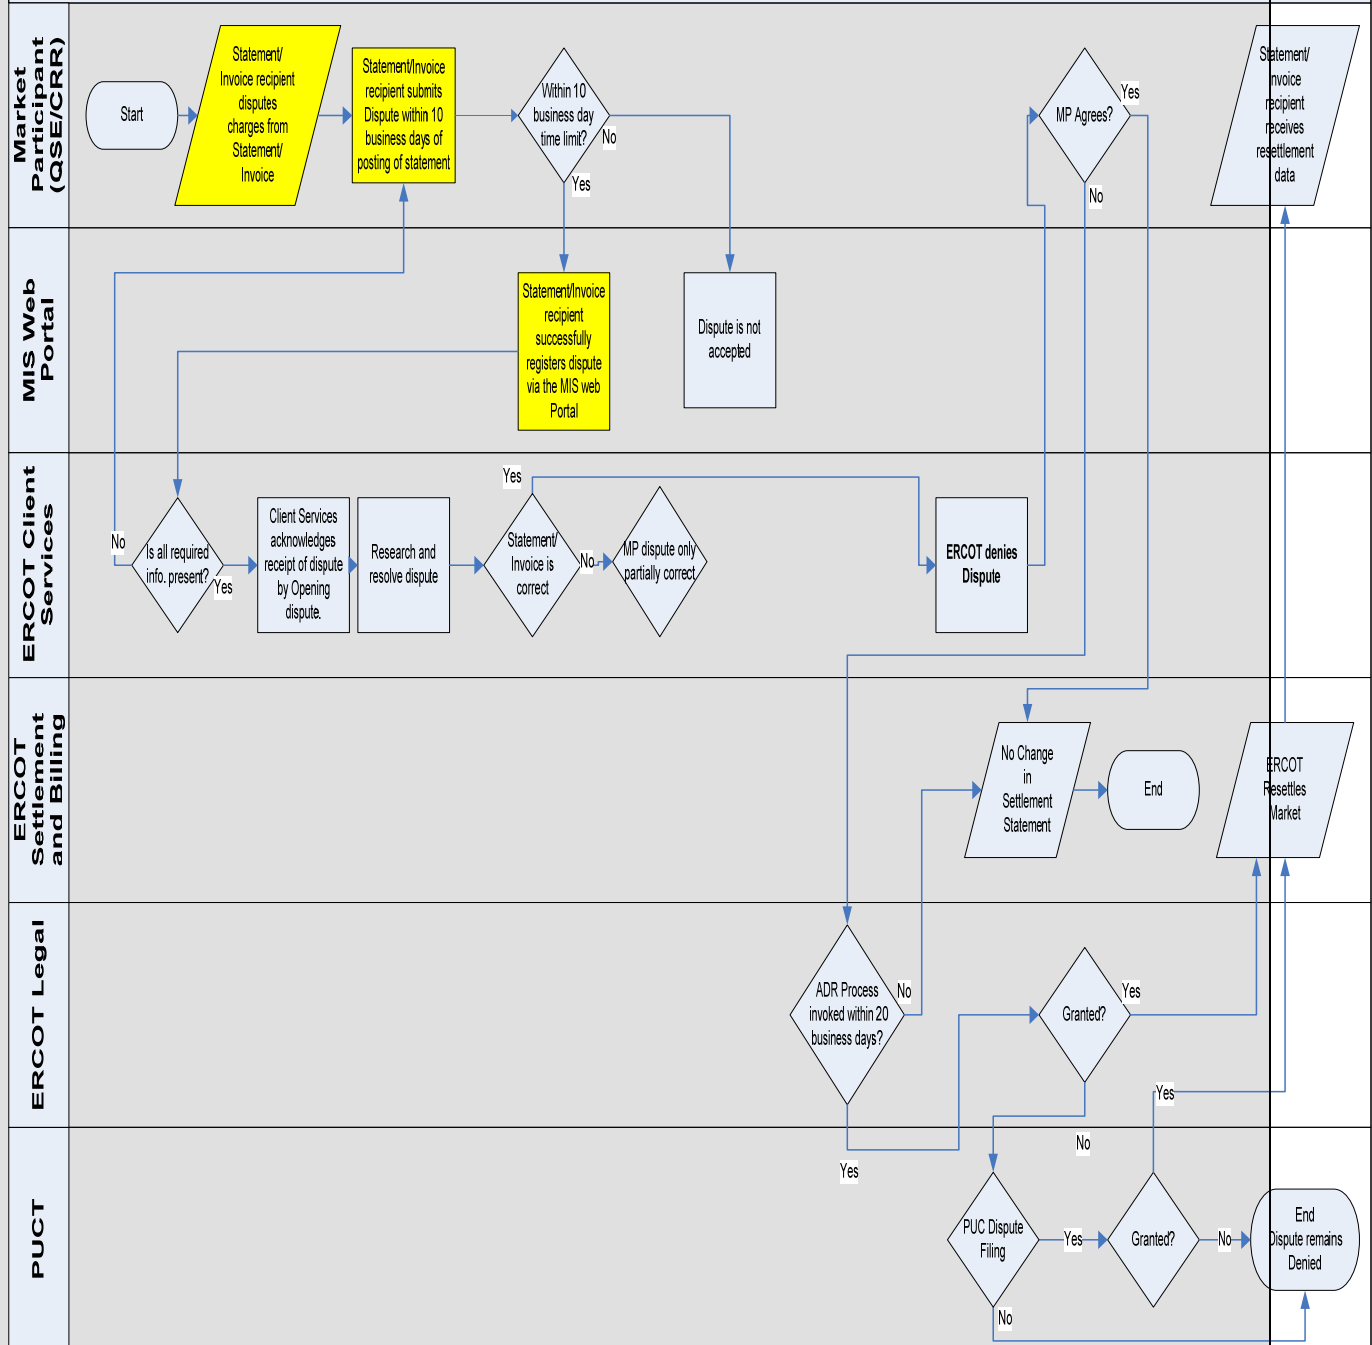 Market
Participant
(QSE/CRR)
Start
Statement/
Invoice recipient
disputes
charges from
Statement/
Invoice
Statement/Invoice
recipient submits
Dispute within 10
business days of
posting of statement
Within 10
business day
time limit?
No
Yes
MP Agrees?
Yes
No
Statement/
Invoice
recipient
receives
resettlement
data
MIS Web
Portal
Statement/Invoice
recipient
successfully
registers dispute
via the MIS web
Portal
Dispute is not
accepted
ERCOT Client
Services
No
Is all required
info. present?
Yes
Client Services
acknowledges
receipt of dispute
by Opening
dispute.
Research and
resolve dispute
Yes
Statement/
Invoice is
correct
No
MP dispute only
partially correct
ERCOT denies
Dispute
ERCOT
Settlement
and Billing
No Change
in
Settlement
Statement
End
ERCOT
Resettles
Market
ERCOT Legal
ADR Process
invoked within 20
business days?
No
Yes
Granted?
Yes
No
PUCT
PUC Dispute
Filing
Yes
No
Granted?
Yes
No
End
Dispute remains
Denied